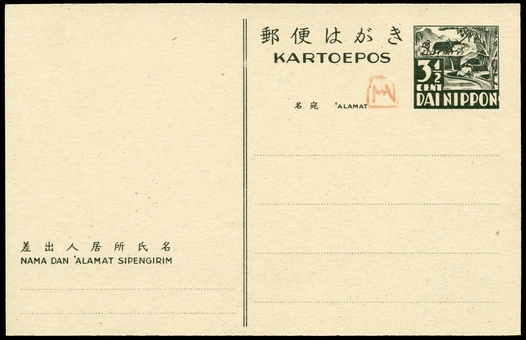 郵便はがき
KARTOEPOS
3½
CENT
DAI NIPPON
名宛 'ALAMAT
差出人居所氏名
NAMA DAN 'ALAMAT SIPENGIRIM